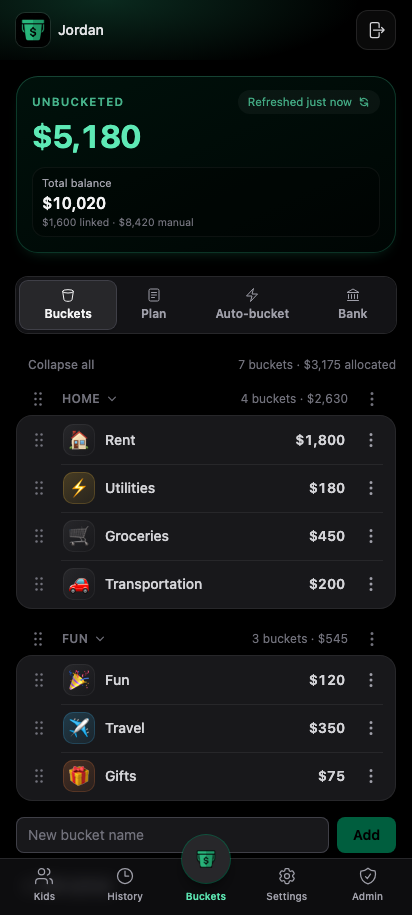 Jordan
UNBUCKETED
Refreshed just now
$5,180
Total balance
$10,020
$1,600 linked · $8,420 manual
Buckets
Plan
Auto-bucket
Bank
Collapse all
7 buckets · $3,175 allocated
HOME
4 buckets · $2,630
Rent
$1,800
Utilities
$180
Groceries
$450
Transportation
$200
FUN
3 buckets · $545
Fun
$120
Travel
$350
Gifts
$75
New bucket name
Add
Kids
History
Buckets
Settings
Admin